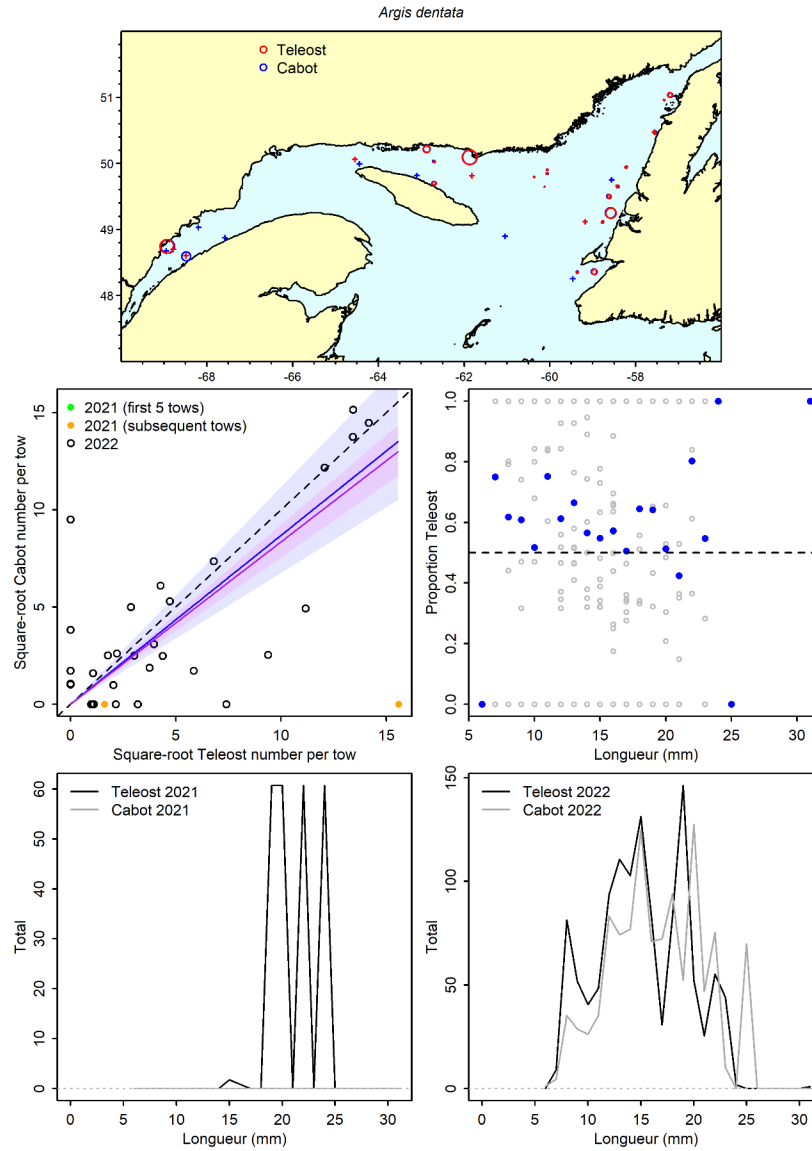 Argis dentata
Teleost
Cabot
51
50
49
48
-68 -66 -64 -62 -60 -58
2021 (first 5 tows)
2021 (subsequent tows)
2022
Square-root Cabot number per tow
15
10
5
0
0 5 10 15
Square-root Teleost number per tow
Proportion Teleost
1.0
0.8
0.6
0.4
0.2
0.0
5 10 15 20 25 30
Longueur (mm)
Teleost 2021
Cabot 2021
Total
60
50
40
30
20
10
0
0 5 10 15 20 25 30
Longueur (mm)
Teleost 2022
Cabot 2022
Total
150
100
50
0
0 5 10 15 20 25 30
Longueur (mm)